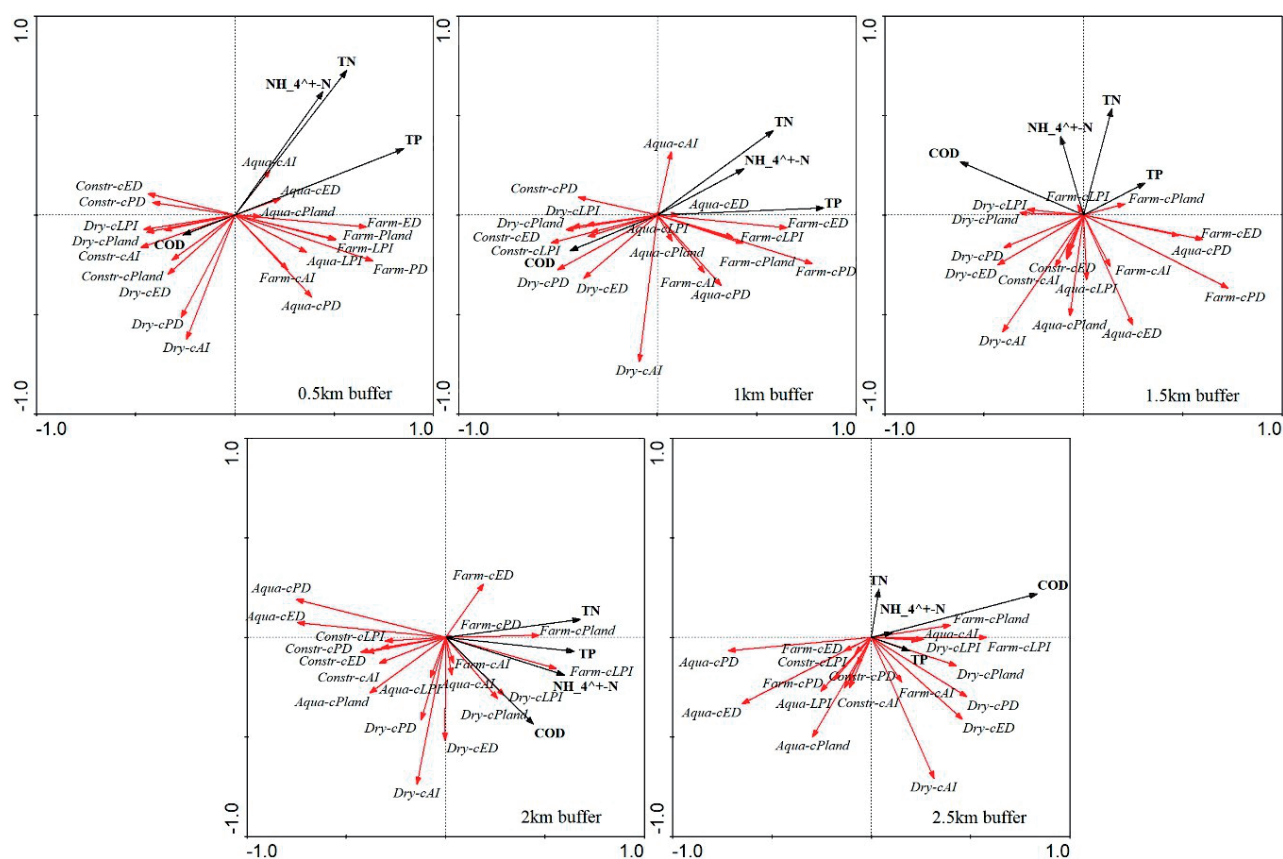 1.0
TN
NH_4^+-N
TP
Aqua-cAI
Constr-cED
Aqua-cED
Constr-cPD
Aqua-cPland
Dry-cLPI
Farm-ED
Dry-cPland
COD
Farm-Pland
Constr-cAI
Farm-LPI
Aqua-LPI
Farm-PD
Constr-cPland
Farm-cAI
Dry-cED
Aqua-cPD
Dry-cPD
Dry-cAI
0.5km buffer
-1.0
-1.0
1.0
1.0
TN
Aqua-cAI
NH_4^+-N
Constr-cPD
Aqua-cED
Dry-cLPI
TP
Dry-cPland
Farm-cED
Constr-cED
Aqua-cLPI
Farm-cLPI
Constr-cLPI
Aqua-cPland
COD
Farm-cPland
Farm-cPD
Dry-cPD
Dry-cED
Farm-cAI
Aqua-cPD
Dry-cAI
1km buffer
-1.0
-1.0
1.0
1.0
TN
NH_4^+-N
COD
TP
Farm-cLPI
Dry-cLPI
Farm-cPland
Dry-cPland
Farm-cED
Aqua-cPD
Dry-cPD
Dry-cED
Constr-cED
Farm-cAI
Constr-cAI
Aqua-cLPI
Farm-cPD
Aqua-cPland
Aqua-cED
Dry-cAI
1.5km buffer
-1.0
-1.0
1.0
1.0
Farm-cED
Aqua-cPD
TN
Aqua-cED
Farm-cPD
Farm-cPland
Constr-cLPI
Constr-cPD
TP
Constr-cED
Farm-cAI
Farm-cLPI
Constr-cAI
Aqua-cLPI
Aqua-cAI
NH_4^+-N
Aqua-cPland
Dry-cLPI
Dry-cPland
Dry-cPD
COD
Dry-cED
Dry-cAI
2km buffer
-1.0
-1.0
1.0
1.0
TN
COD
NH_4^+-N
Farm-cPland
Aqua-cAI
Farm-cED
Dry-cLPI
Farm-cLPI
Aqua-cPD
Constr-cLPI
TP
Dry-cPland
Farm-cPD
Constr-cPD
Farm-cAI
Aqua-cED
Aqua-LPI
Constr-cAI
Dry-cPD
Dry-cED
Aqua-cPland
Dry-cAI
2.5km buffer
-1.0
-1.0
1.0